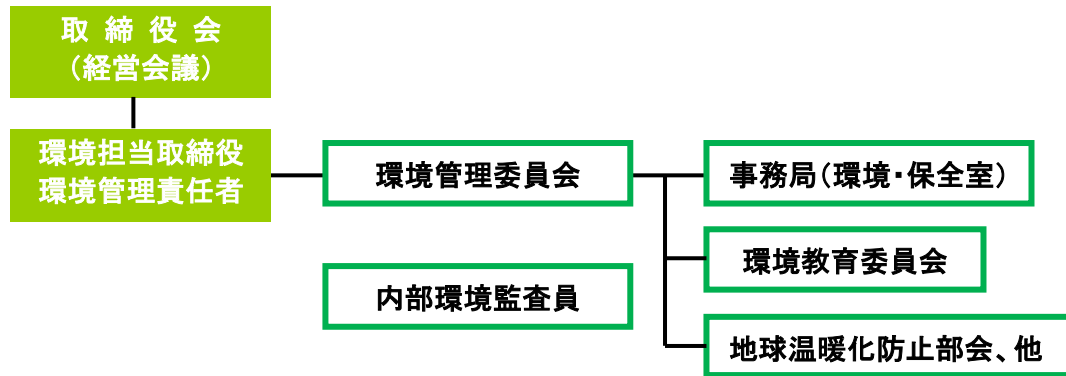 取 締 役 会
（経営会議）
環境担当取締役
環境管理責任者
環境管理委員会
事務局（環境・保全室）
環境教育委員会
内部環境監査員
地球温暖化防止部会、他